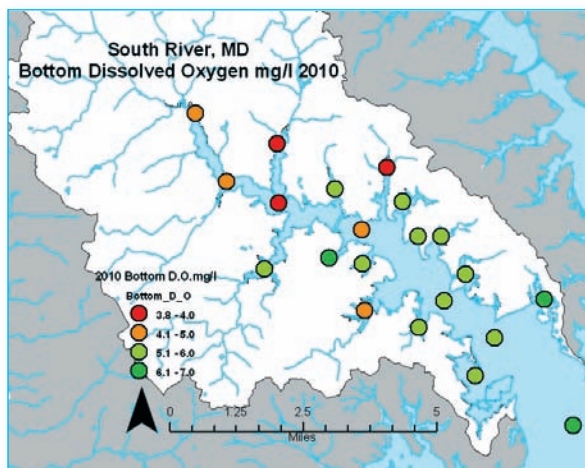 South River, MD
Bottom Dissolved Oxygen mg/l 2010
2010 Bottom D.O.mg/l
Bottom_D_O
3.8 - 4.0
4.1 - 5.0
5.1 - 6.0
6.1 - 7.0
0 1.25 2.5 5
Miles